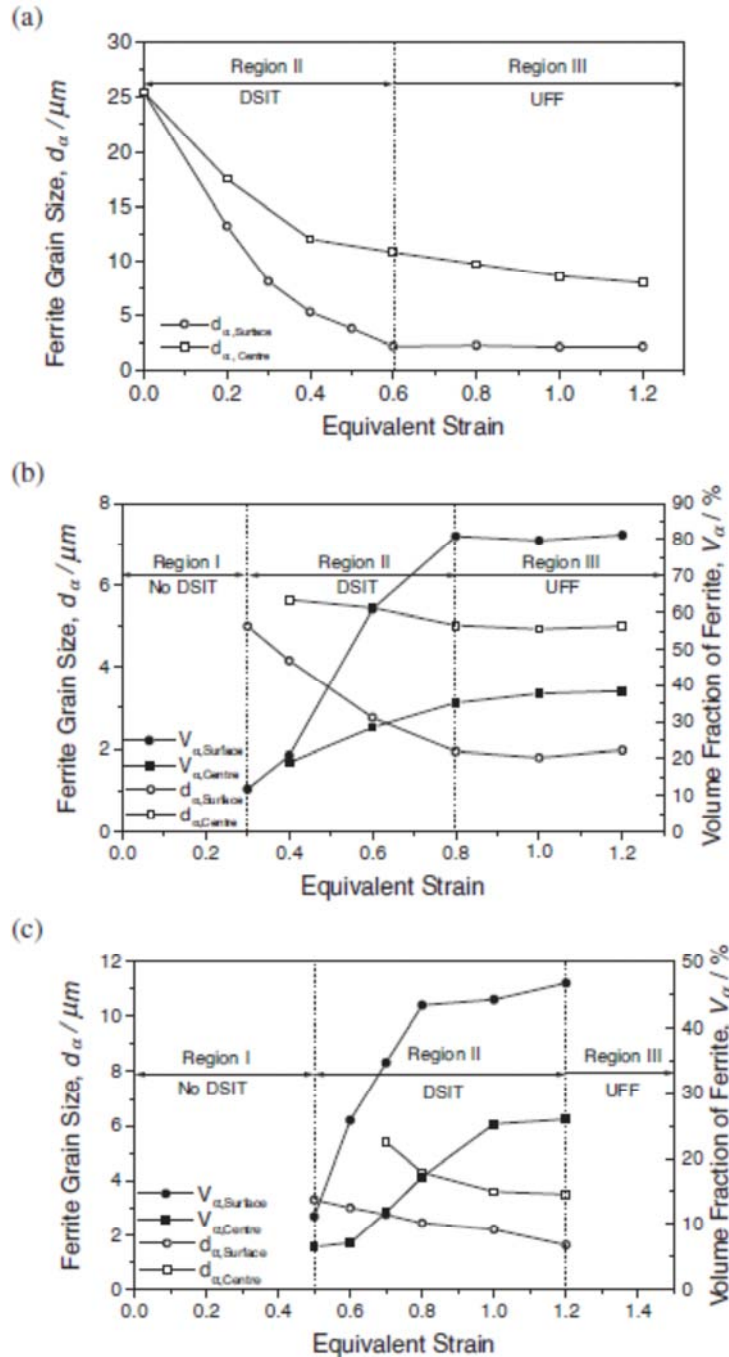 (a)
30
25
20
15
10
5
0
Ferrite Grain Size, dα / μm
Region II
DSIT
Region III
UFF
dα,Surface
dα, Centre
0.0 0.2 0.4 0.6 0.8 1.0 1.2
Equivalent Strain
(b)
8
6
4
2
0
Ferrite Grain Size, dα / μm
Region I
No DSIT
Region II
DSIT
Region III
UFF
Vα,Surface
Vα,Centre
dα,Surface
dα,Centre
90
80
70
60
50
40
30
20
10
0
Volume Fraction of Ferrite, Vα / %
0.0 0.2 0.4 0.6 0.8 1.0 1.2
Equivalent Strain
(c)
12
10
8
6
4
2
0
Ferrite Grain Size, dα / μm
Region I
No DSIT
Region II
DSIT
Region III
UFF
Vα,Surface
Vα,Centre
dα,Surface
dα,Centre
50
40
30
20
10
0
Volume Fraction of Ferrite, Vα / %
0.0 0.2 0.4 0.6 0.8 1.0 1.2 1.4
Equivalent Strain